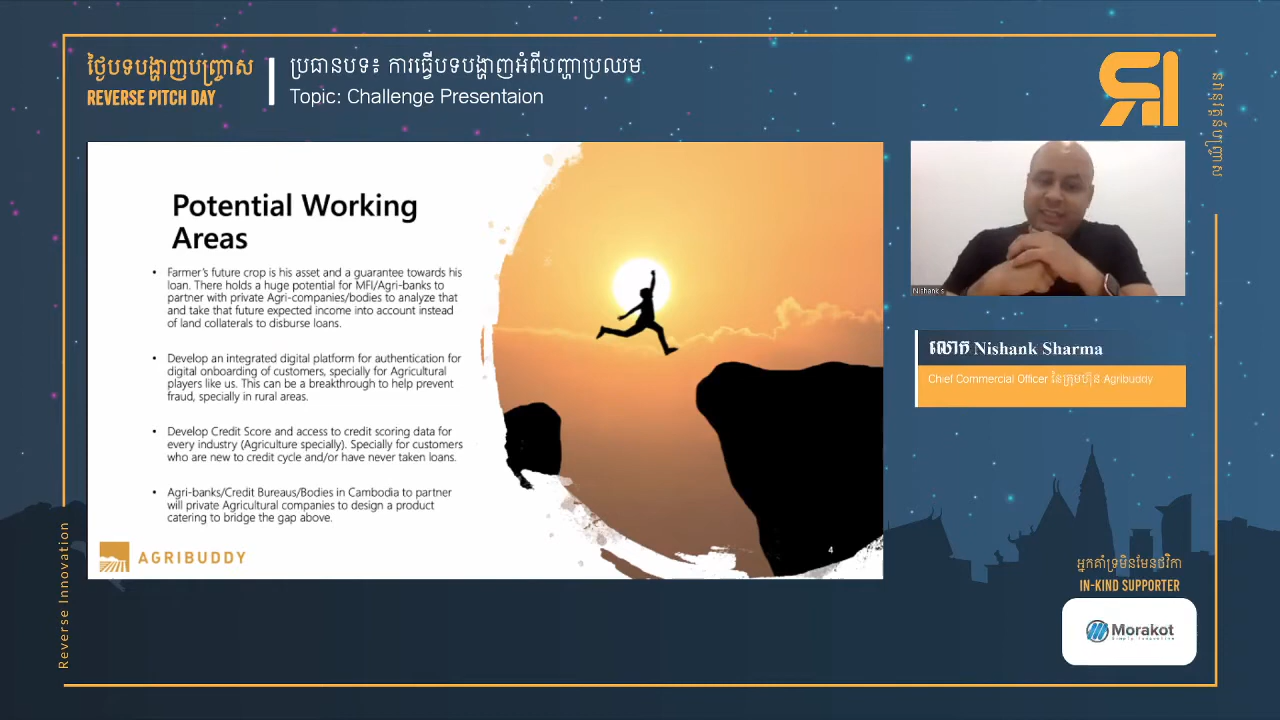 ថ្ងៃបទបង្ហាញបញ្ច្រាស
REVERSE PITCH DAY
ប្រធានបទ៖ ការធ្វើបទបង្ហាញអំពីបញ្ហាប្រឈម
Topic: Challenge Presentaion
Potential Working
Areas
• Farmer's future crop is his asset and a guarantee towards his
loan. There holds a huge potential for MFI/Agri-banks to
partner with private Agri-companies/bodies to analyze that
and take that future expected income into account instead
of land collaterals to disburse loans.
• Develop an integrated digital platform for authentication for
digital onboarding of customers, specially for Agricultural
players like us. This can be a breakthrough to help prevent
fraud, specially in rural areas.
• Develop Credit Score and access to credit scoring data for
every industry (Agriculture specially). Specially for customers
who are new to credit cycle and/or have never taken loans.
• Agri-banks/Credit Bureaus/Bodies in Cambodia to partner
will private Agricultural companies to design a product
catering to bridge the gap above.
4
AGRIBUDDY
Nishank s
លោក Nishank Sharma
Chief Commercial Officer នៃក្រុមហ៊ុន Agribuddy
អ្នកគាំទ្រមិនមែនថវិកា
IN-KIND SUPPORTER
Morakot
Simply Innovative
Reverse Innovation